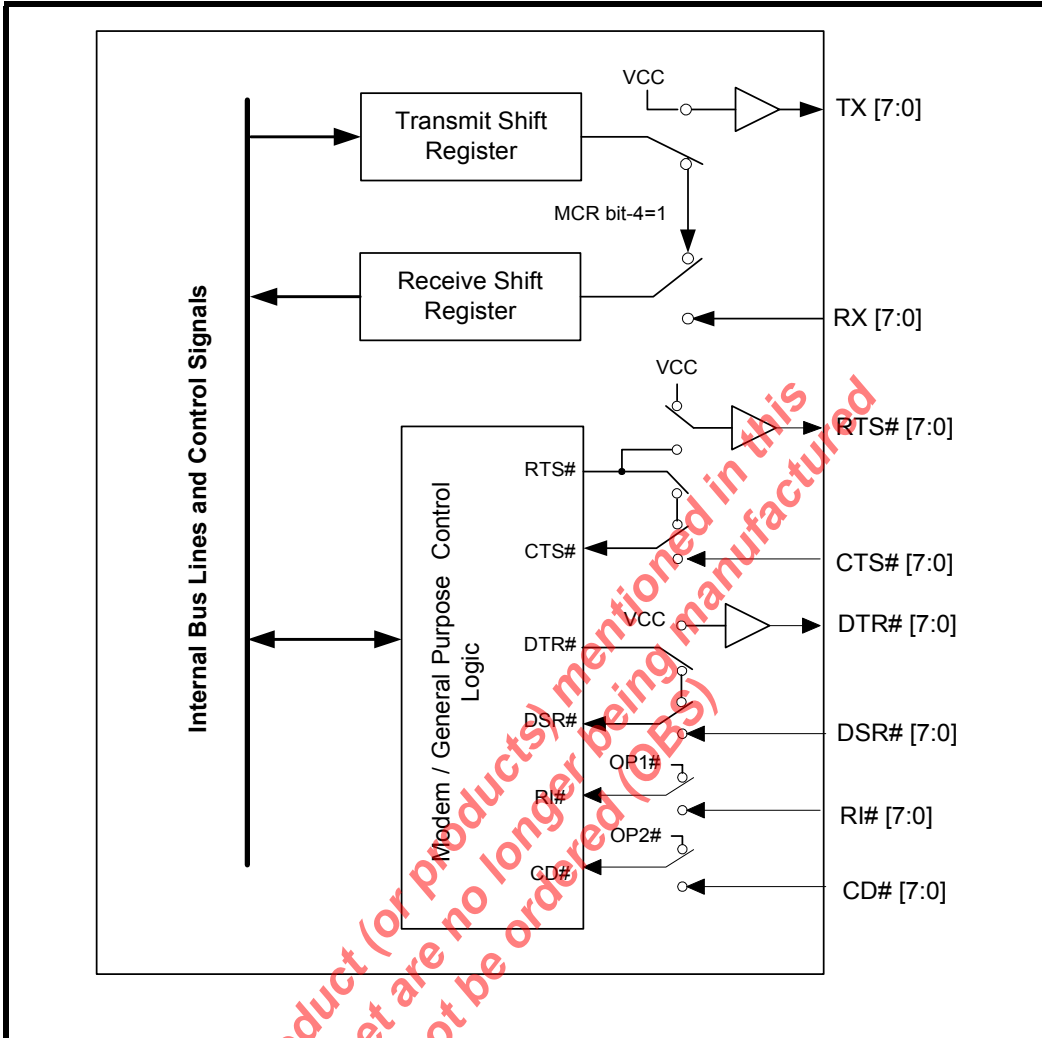 VCC
TX [7:0]
Transmit Shift
Register
MCR bit-4=1
Receive Shift
Register
RX [7:0]
Internal Bus Lines and Control Signals
VCC
RTS# [7:0]
RTS#
CTS#
CTS# [7:0]
Modem / General Purpose Control
Logic
VCC
DTR# [7:0]
DTR#
DSR#
DSR# [7:0]
OP1#
RI#
RI# [7:0]
OP2#
CD#
CD# [7:0]
(or products) mentioned in this
are no longer being manufactured
be ordered (OBS)